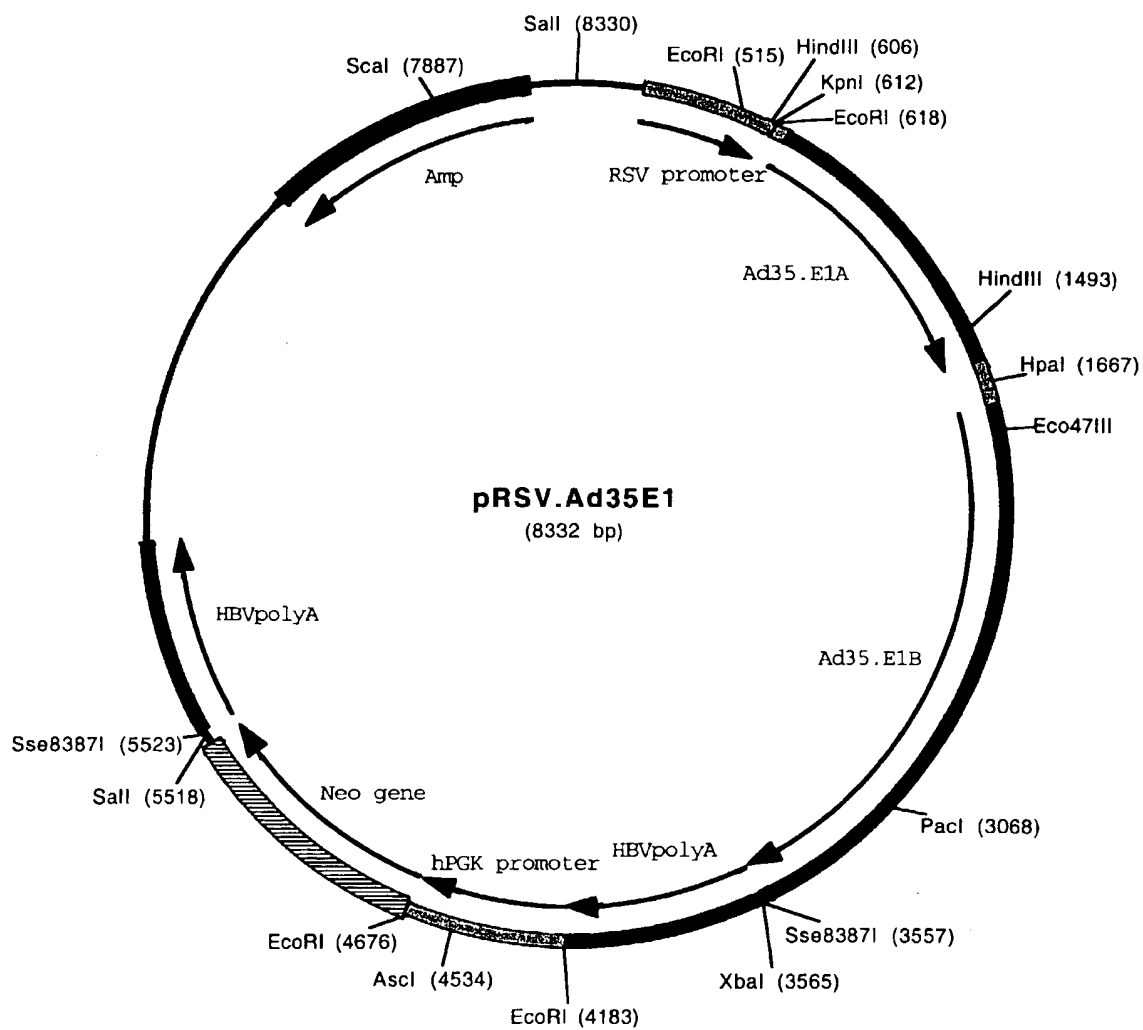 SalI (8330)
ScaI (7887)
EcoRI (515)
HindIII (606)
KpnI (612)
EcoRI (618)
Amp
RSV promoter
Ad35.E1A
HindIII (1493)
HpaI (1667)
Eco47III
pRSV.Ad35E1
(8332 bp)
HBVpolyA
Ad35.E1B
Sse8387I (5523)
SalI (5518)
Neo gene
PacI (3068)
hPGK promoter
HBVpolyA
EcoRI (4676)
Sse8387I (3557)
AscI (4534)
XbaI (3565)
EcoRI (4183)